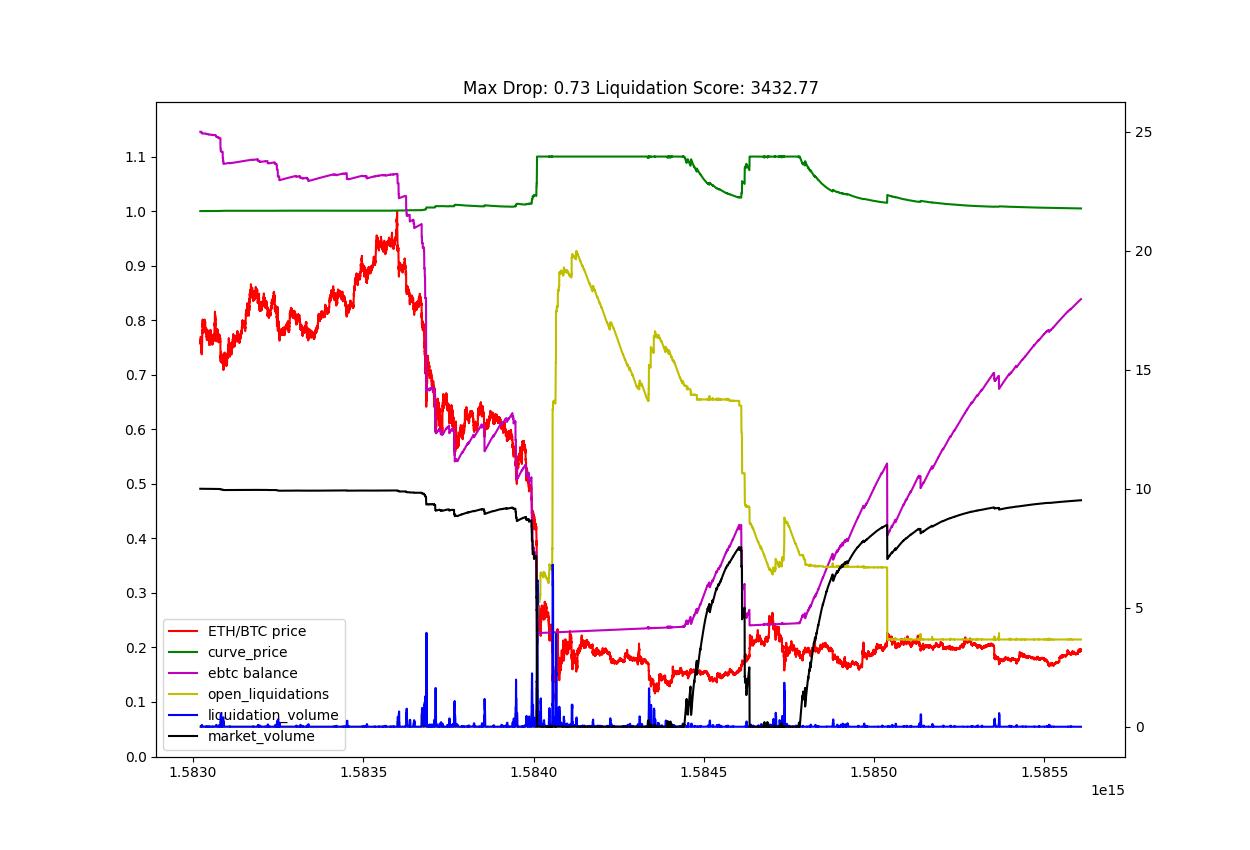 Max Drop: 0.73 Liquidation Score: 3432.77
1.1
1.0
0.9
0.8
0.7
0.6
0.5
0.4
0.3
0.2
0.1
0.0
25
20
15
10
5
0
ETH/BTC price
curve_price
ebtc balance
open_liquidations
liquidation_volume
market_volume
1.5830 1.5835 1.5840 1.5845 1.5850 1.5855
1e15